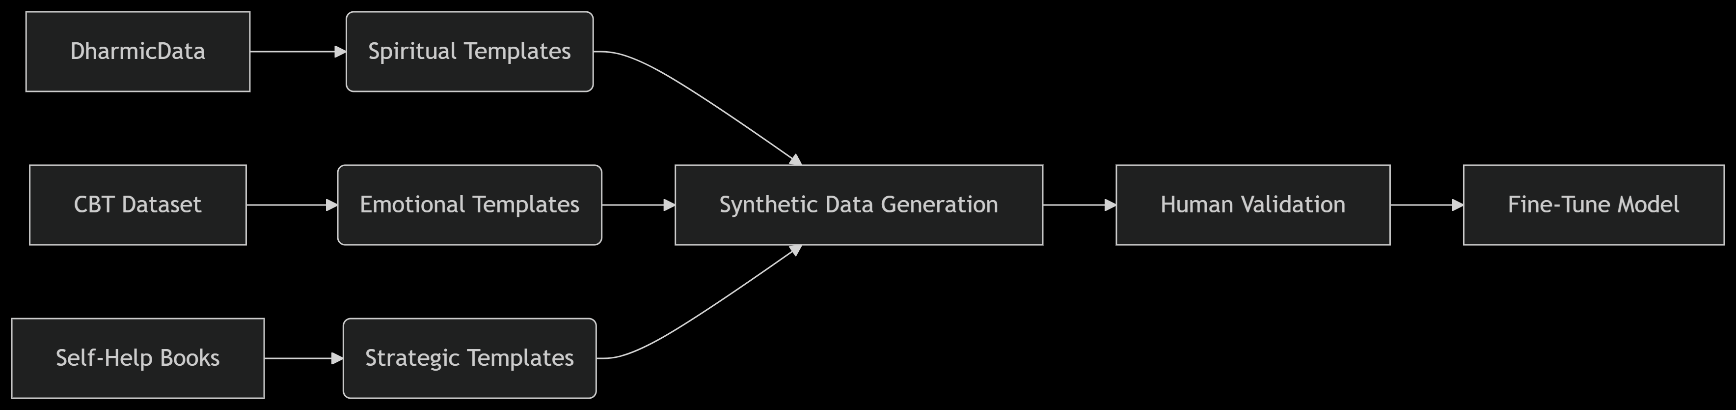 DharmicData
Spiritual Templates
CBT Dataset
Emotional Templates
Synthetic Data Generation
Human Validation
Fine-Tune Model
Self-Help Books
Strategic Templates